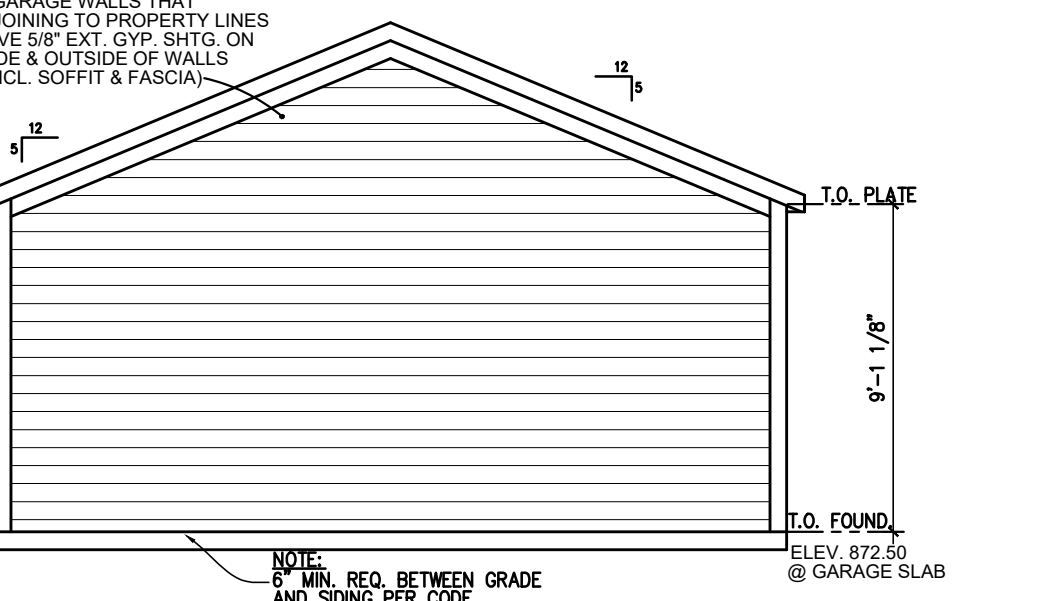 GARAGE WALLS THAT
JOINING TO PROPERTY LINES
VE 5/8" EXT. GYP. SHTG. ON
DE & OUTSIDE OF WALLS
NCL. SOFFIT & FASCIA)
12
5
12
5
T.O. PLATE
9'-1 1/8"
T.O. FOUND.
ELEV. 872.50
@ GARAGE SLAB
NOTE:
6" MIN. REQ. BETWEEN GRADE
AND SIDING PER CODE